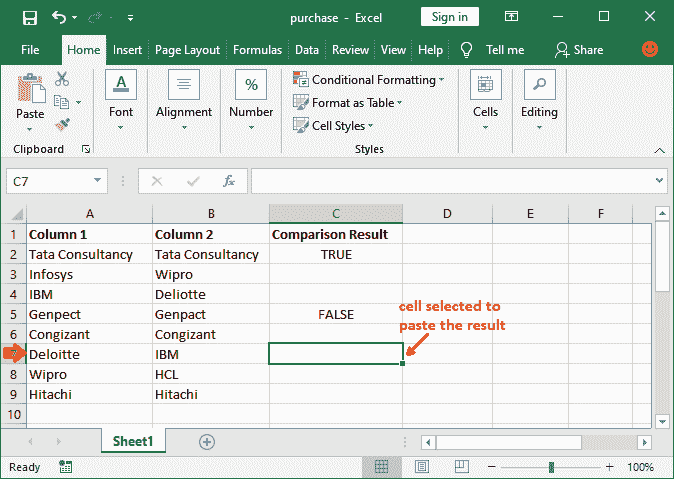 purchase - Excel
Sign in
File Home Insert Page Layout Formulas Data Review View Help Tell me Share
Paste
Clipboard
A
Font
Alignment
%
Number
Conditional Formatting
Format as Table
Cell Styles
Styles
Cells
Editing
C7 fx
A B C D E F
1 Column 1 Column 2 Comparison Result
2 Tata Consultancy Tata Consultancy TRUE
3 Infosys Wipro
4 IBM Deliotte
5 Genpect Genpact FALSE
6 Congizant Congizant
7 Deloitte IBM
8 Wipro HCL
9 Hitachi Hitachi
10
cell selected to
paste the result
Sheet1
Ready 100%